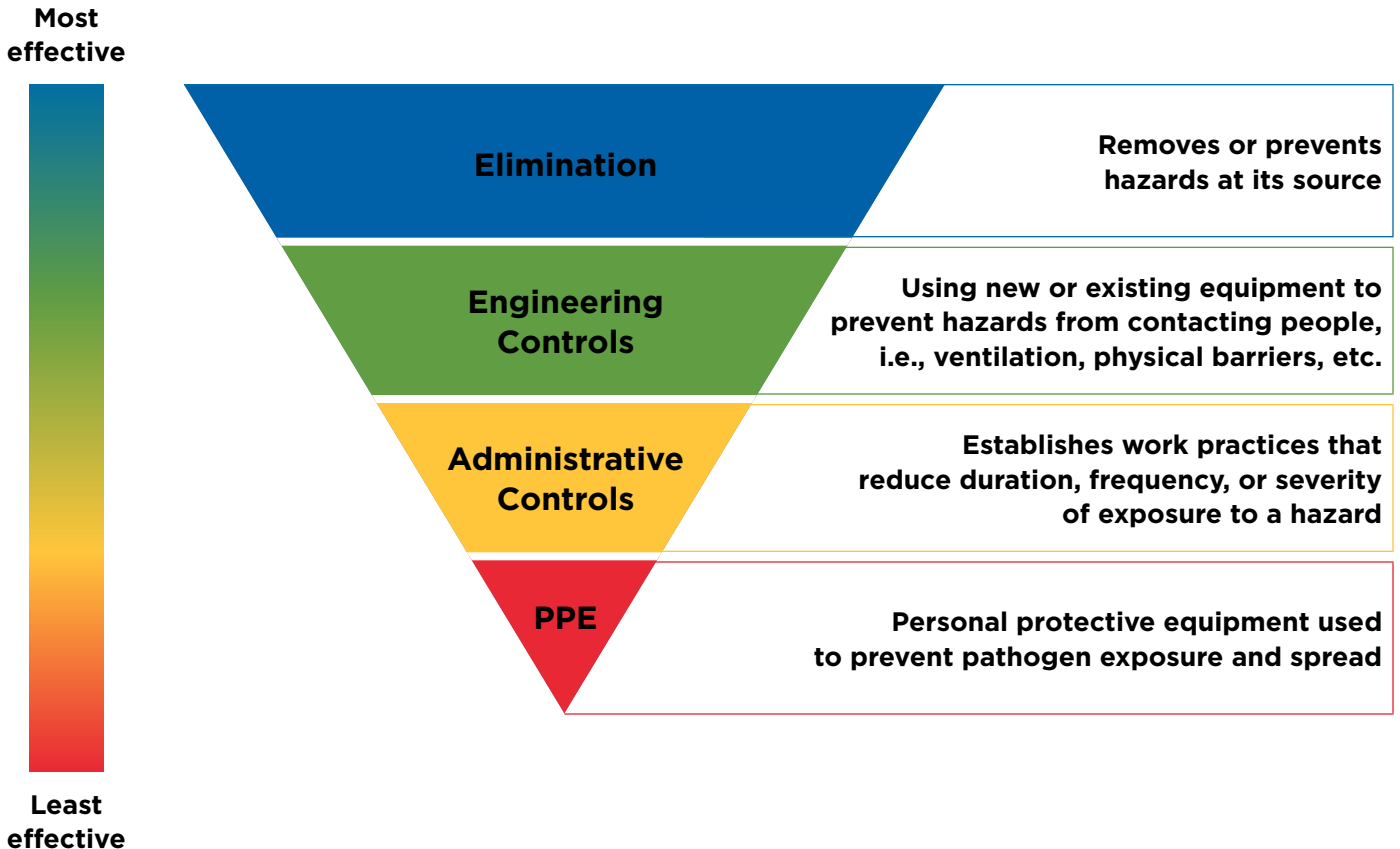 Most
effective
Elimination
Removes or prevents
hazards at its source
Engineering
Controls
Using new or existing equipment to
prevent hazards from contacting people,
i.e., ventilation, physical barriers, etc.
Administrative
Controls
Establishes work practices that
reduce duration, frequency, or severity
of exposure to a hazard
PPE
Personal protective equipment used
to prevent pathogen exposure and spread
Least
effective